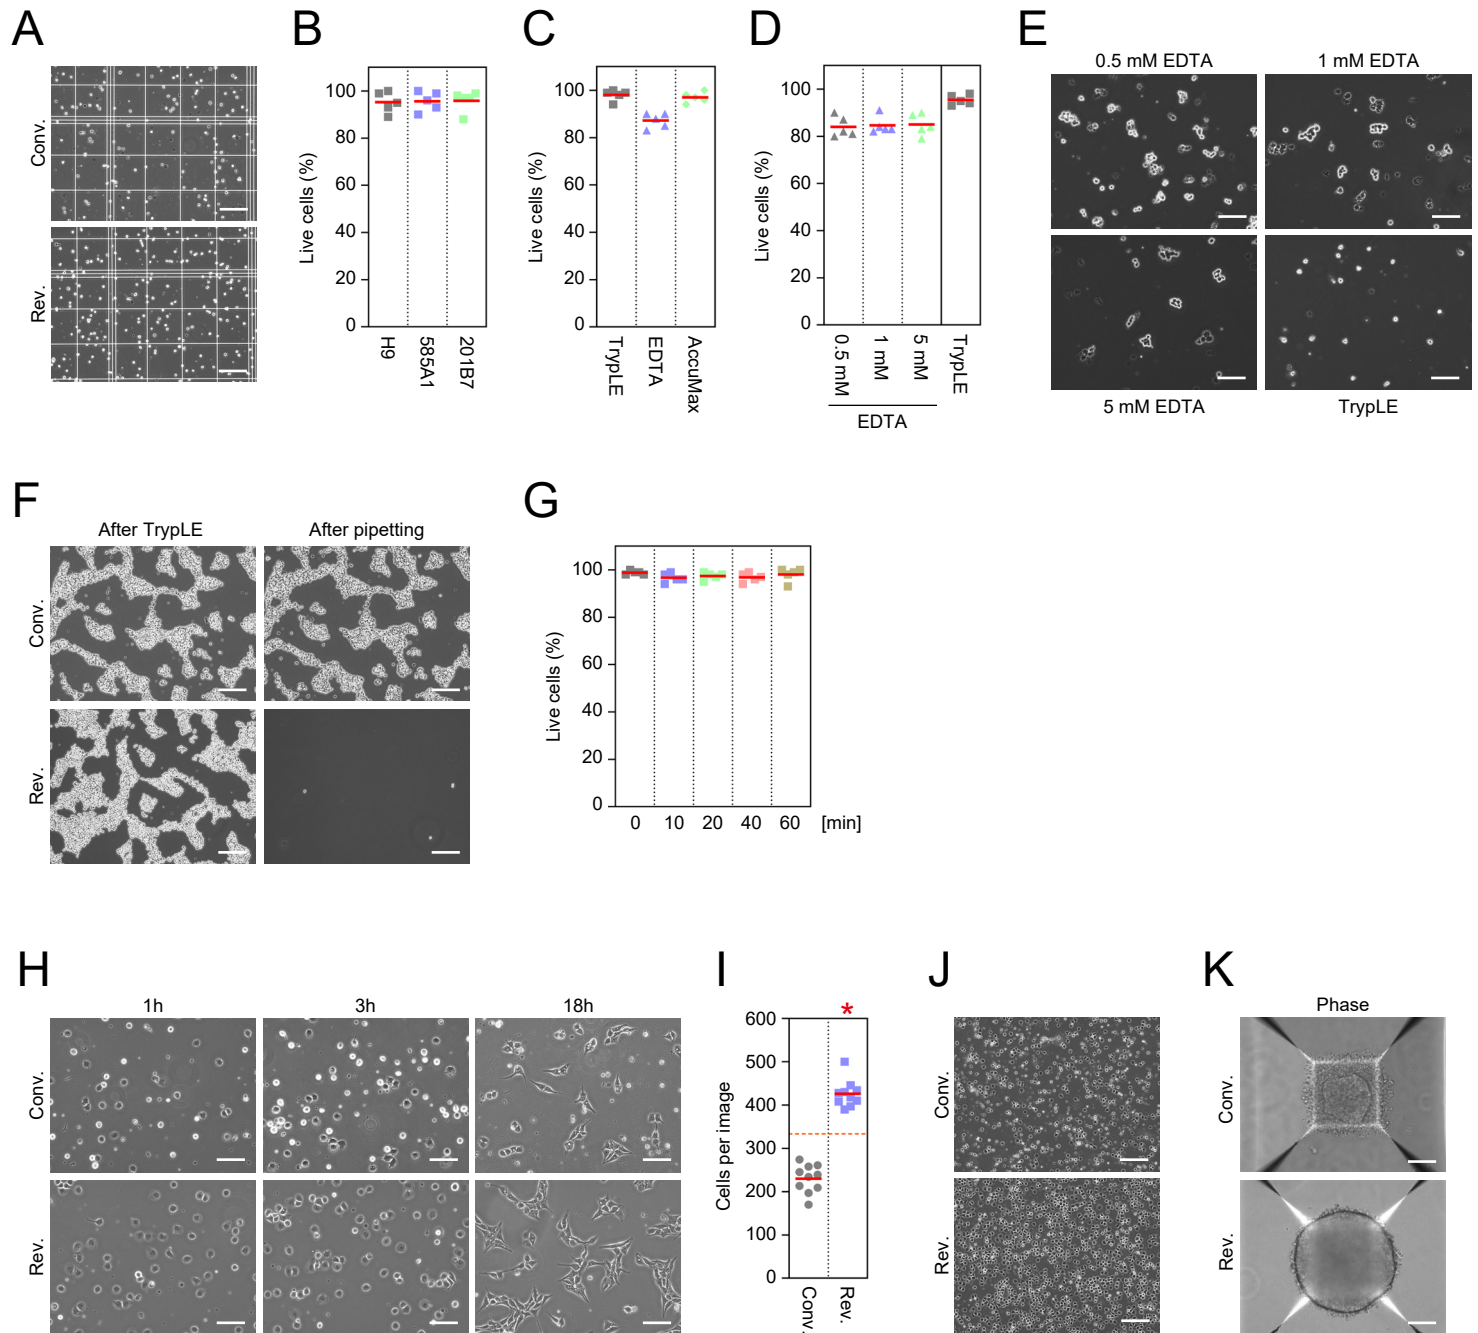 A
Conv.
Rev.
B
Live cells (%)
100
80
60
40
20
0
H9
585A1
201B7
C
Live cells (%)
100
80
60
40
20
0
TrypLE
EDTA
AccuMax
D
Live cells (%)
100
80
60
40
20
0
0.5 mM
1 mM
5 mM
TrypLE
EDTA
E
0.5 mM EDTA
1 mM EDTA
5 mM EDTA
TrypLE
F
After TrypLE
After pipetting
Conv.
Rev.
G
Live cells (%)
100
80
60
40
20
0
0 10 20 40 60 [min]
H
1h
3h
18h
Conv.
Rev.
I
*
Cells per image
600
500
400
300
200
100
0
Conv.
Rev.
J
Conv.
Rev.
K
Phase
Conv.
Rev.